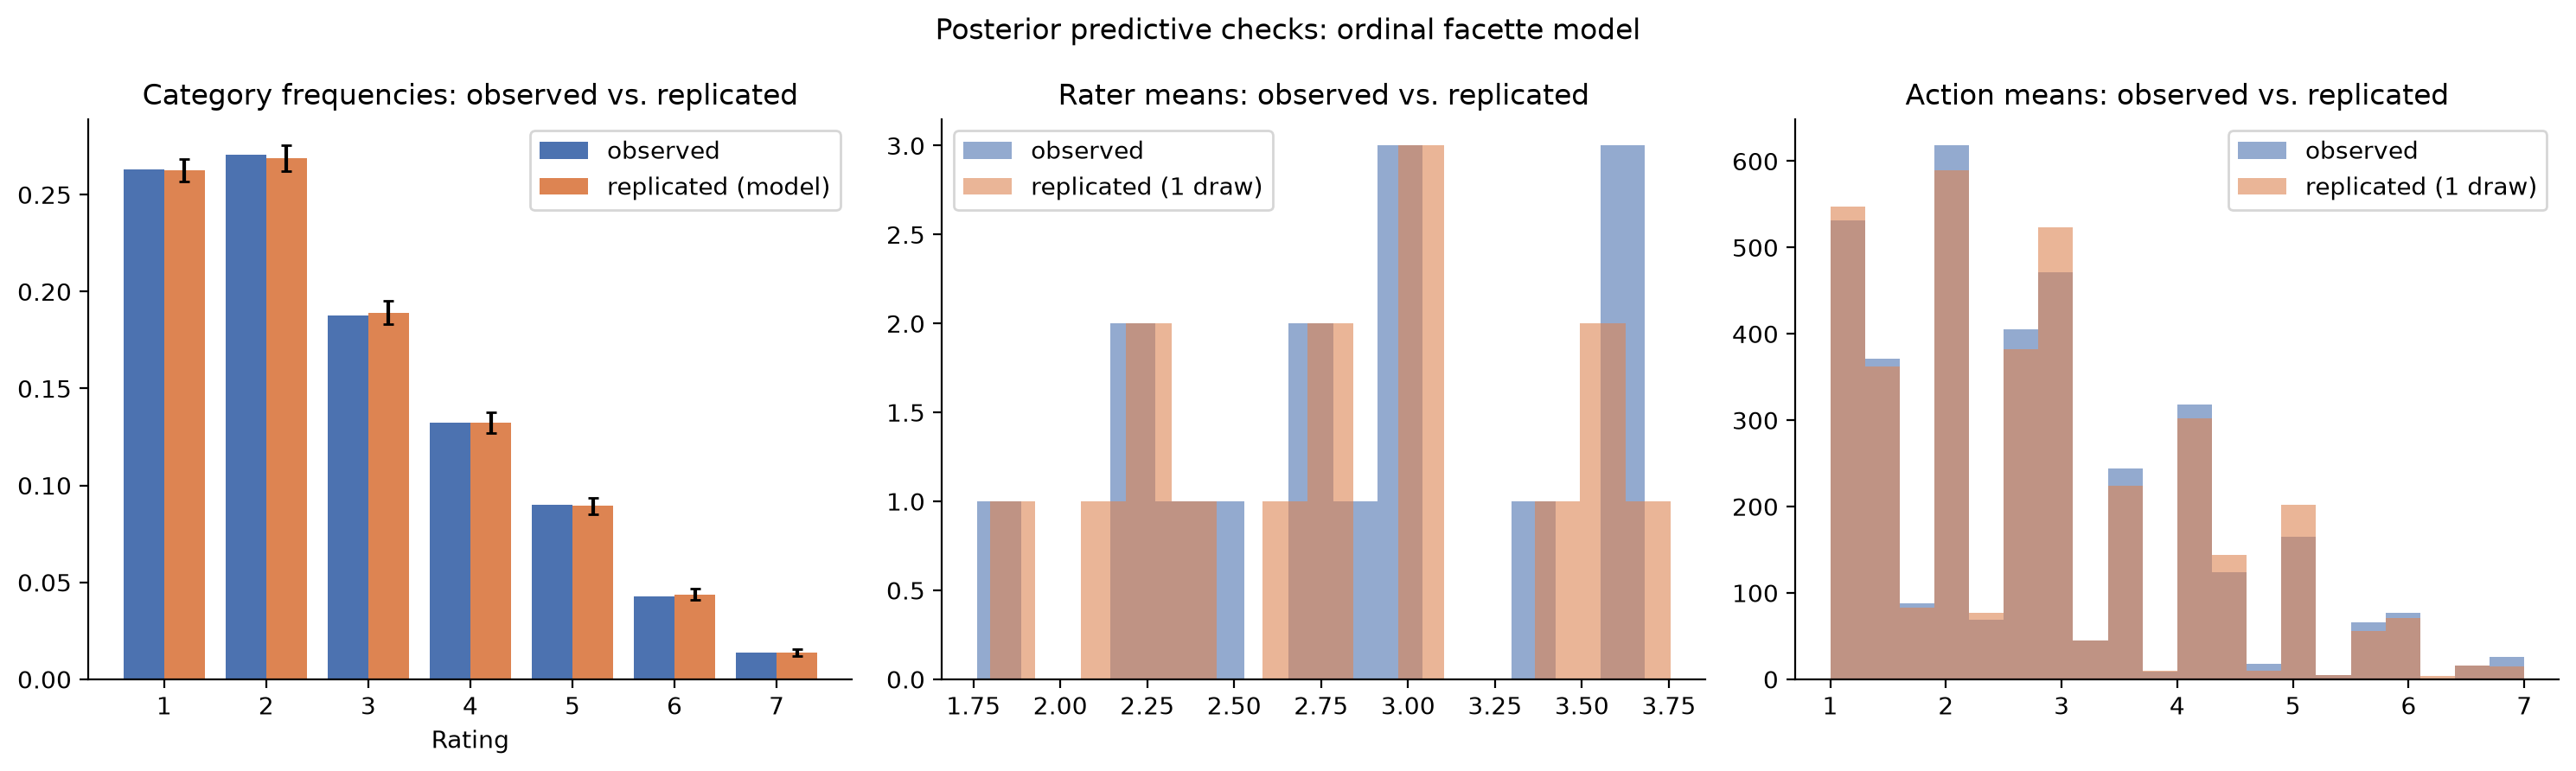 Posterior predictive checks: ordinal facette model
Category frequencies: observed vs. replicated
observed
replicated (model)
0.25
0.20
0.15
0.10
0.05
0.00
1 2 3 4 5 6 7
Rating
Rater means: observed vs. replicated
observed
replicated (1 draw)
3.0
2.5
2.0
1.5
1.0
0.5
0.0
1.75 2.00 2.25 2.50 2.75 3.00 3.25 3.50 3.75
Action means: observed vs. replicated
observed
replicated (1 draw)
600
500
400
300
200
100
0
1 2 3 4 5 6 7